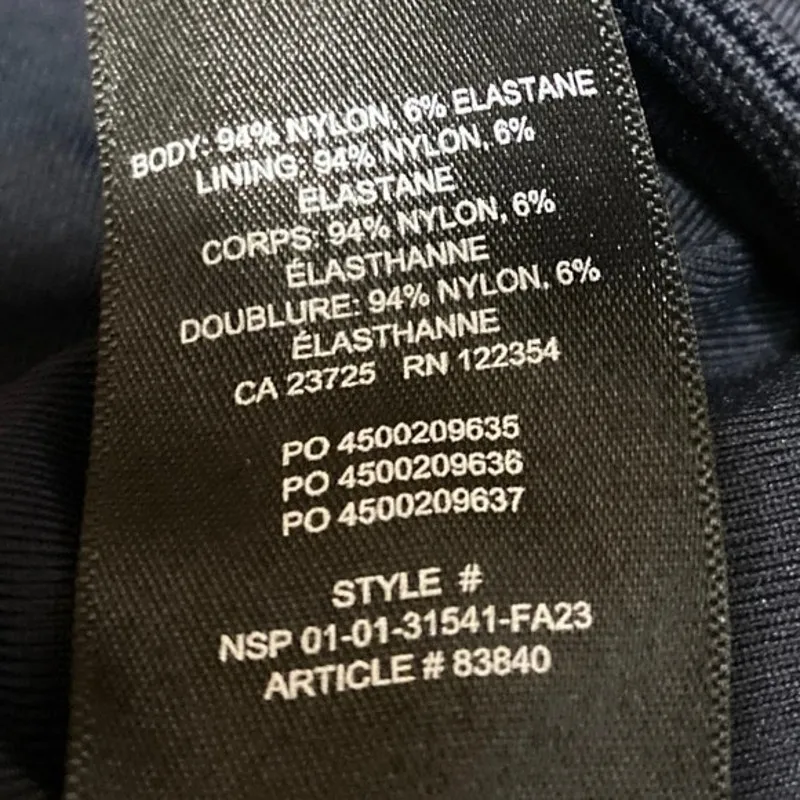 BODY: 94% NYLON, 6% ELASTANE
LINING: 94% NYLON, 6%
ELASTANE
CORPS: 94% NYLON, 6%
ÉLASTHANNE
DOUBLURE: 94% NYLON, 6%
ÉLASTHANNE
CA 23725 RN 122354
PO 4500209635
PO 4500209636
PO 4500209637
STYLE #
NSP 01-01-31541-FA23
ARTICLE # 83840